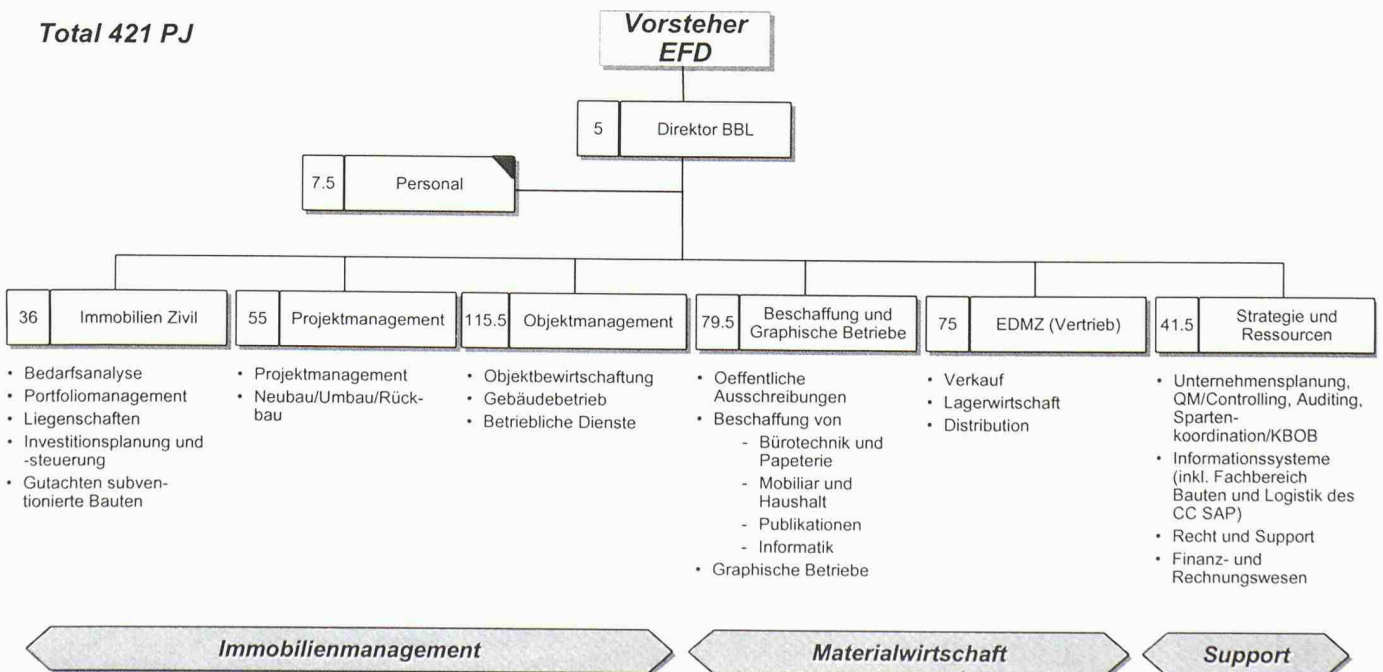 Total 421 PJ
Vorsteher
EFD
5
Direktor BBL
7.5
Personal
36
Immobilien Zivil
55
Projektmanagement
115.5
Objektmanagement
79.5
Beschaffung und
Graphische Betriebe
75
EDMZ (Vertrieb)
41.5
Strategie und
Ressourcen
• Bedarfsanalyse
• Portfoliomanagement
• Liegenschaften
• Investitionsplanung und
-steuerung
• Gutachten subven-
tionierte Bauten
• Projektmanagement
• Neubau/Umbau/Rück-
bau
• Objektbewirtschaftung
• Gebäudebetrieb
• Betriebliche Dienste
• Oeffentliche
Ausschreibungen
• Beschaffung von
- Bürotechnik und
Papeterie
- Mobiliar und
Haushalt
- Publikationen
- Informatik
• Graphische Betriebe
• Verkauf
• Lagerwirtschaft
• Distribution
• Unternehmensplanung,
QM/Controlling, Auditing,
Sparten-
koordination/KBOB
• Informationssysteme
(inkl. Fachbereich
Bauten und Logistik des
CC SAP)
• Recht und Support
• Finanz- und
Rechnungswesen
Immobilienmanagement
Materialwirtschaft
Support